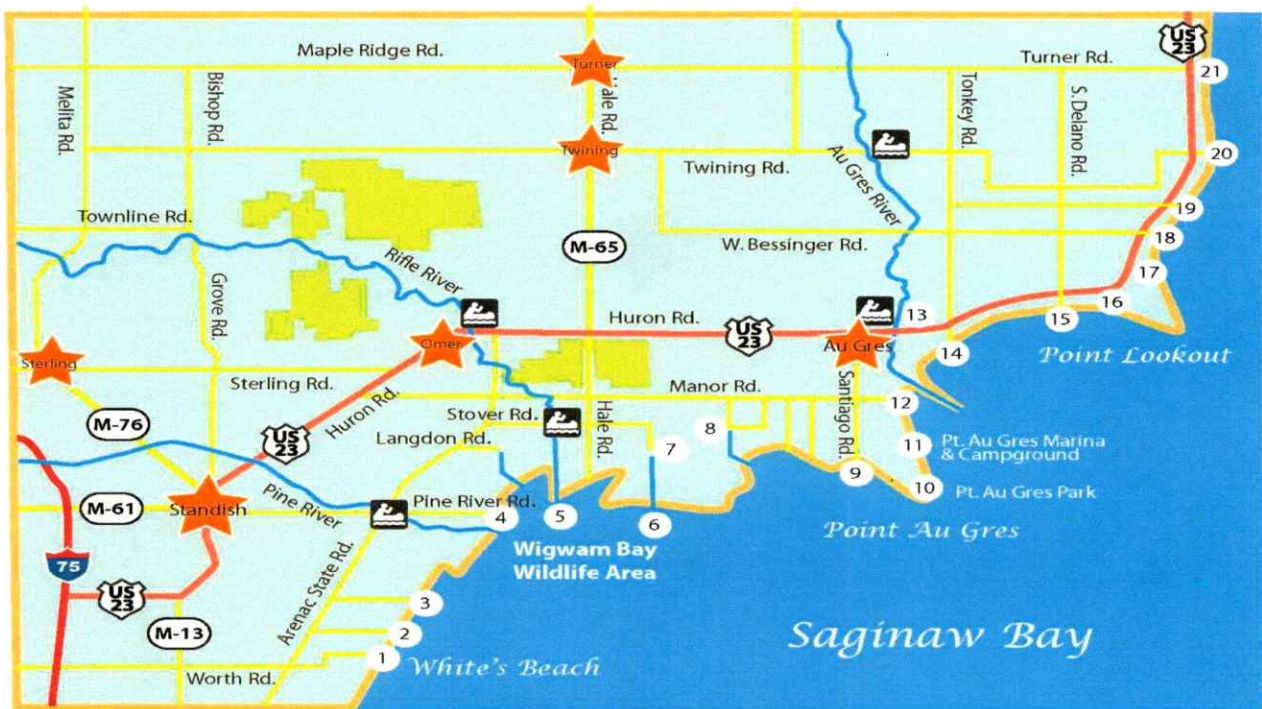 US 23
Maple Ridge Rd.
Turner
Turner Rd.
21
Melita Rd.
Bishop Rd.
ale Rd.
Tonkey Rd.
S. Delano Rd.
Twining
Twining Rd.
Au Gres River
20
Townline Rd.
19
M-65
W. Bessinger Rd.
18
Rifle River
17
Grove Rd.
16
Huron Rd.
13
15
US 23
Omer
Au Gres
14
Point Lookout
Sterling
Sterling Rd.
Manor Rd.
Santiago Rd.
12
M-76
Huron Rd.
US 23
Stover Rd.
Hale Rd.
8
Langdon Rd.
7
11
Pt. Au Gres Marina
& Campground
9
10
Pt. Au Gres Park
M-61
Standish
Pine River
Pine River Rd.
4
5
6
Point Au Gres
Wigwam Bay
Wildlife Area
75
US 23
Arenac State Rd.
3
M-13
2
Saginaw Bay
1
White's Beach
Worth Rd.